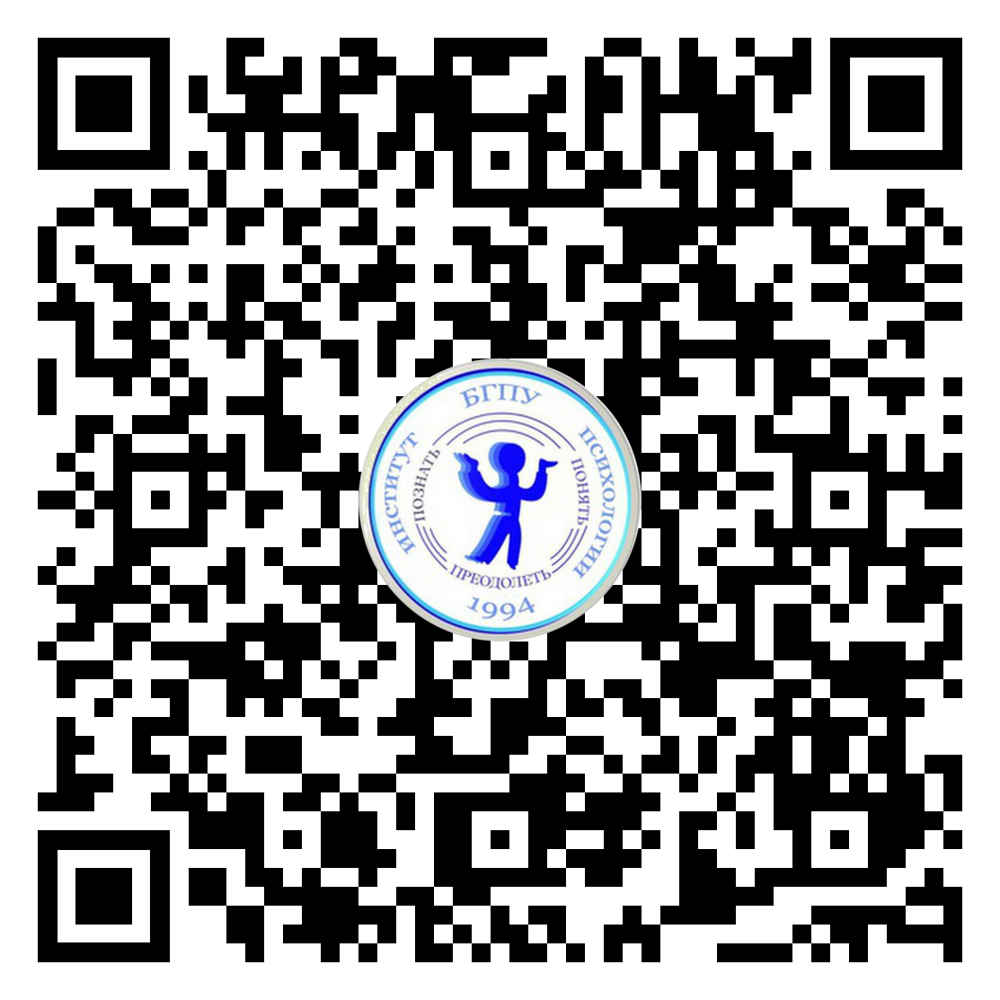 БГПУ
ИНСТИТУТ
ПСИХОЛОГИИ
ПОЗНАТЬ
ПОНЯТЬ
ПРЕОДОЛЕТЬ
1994